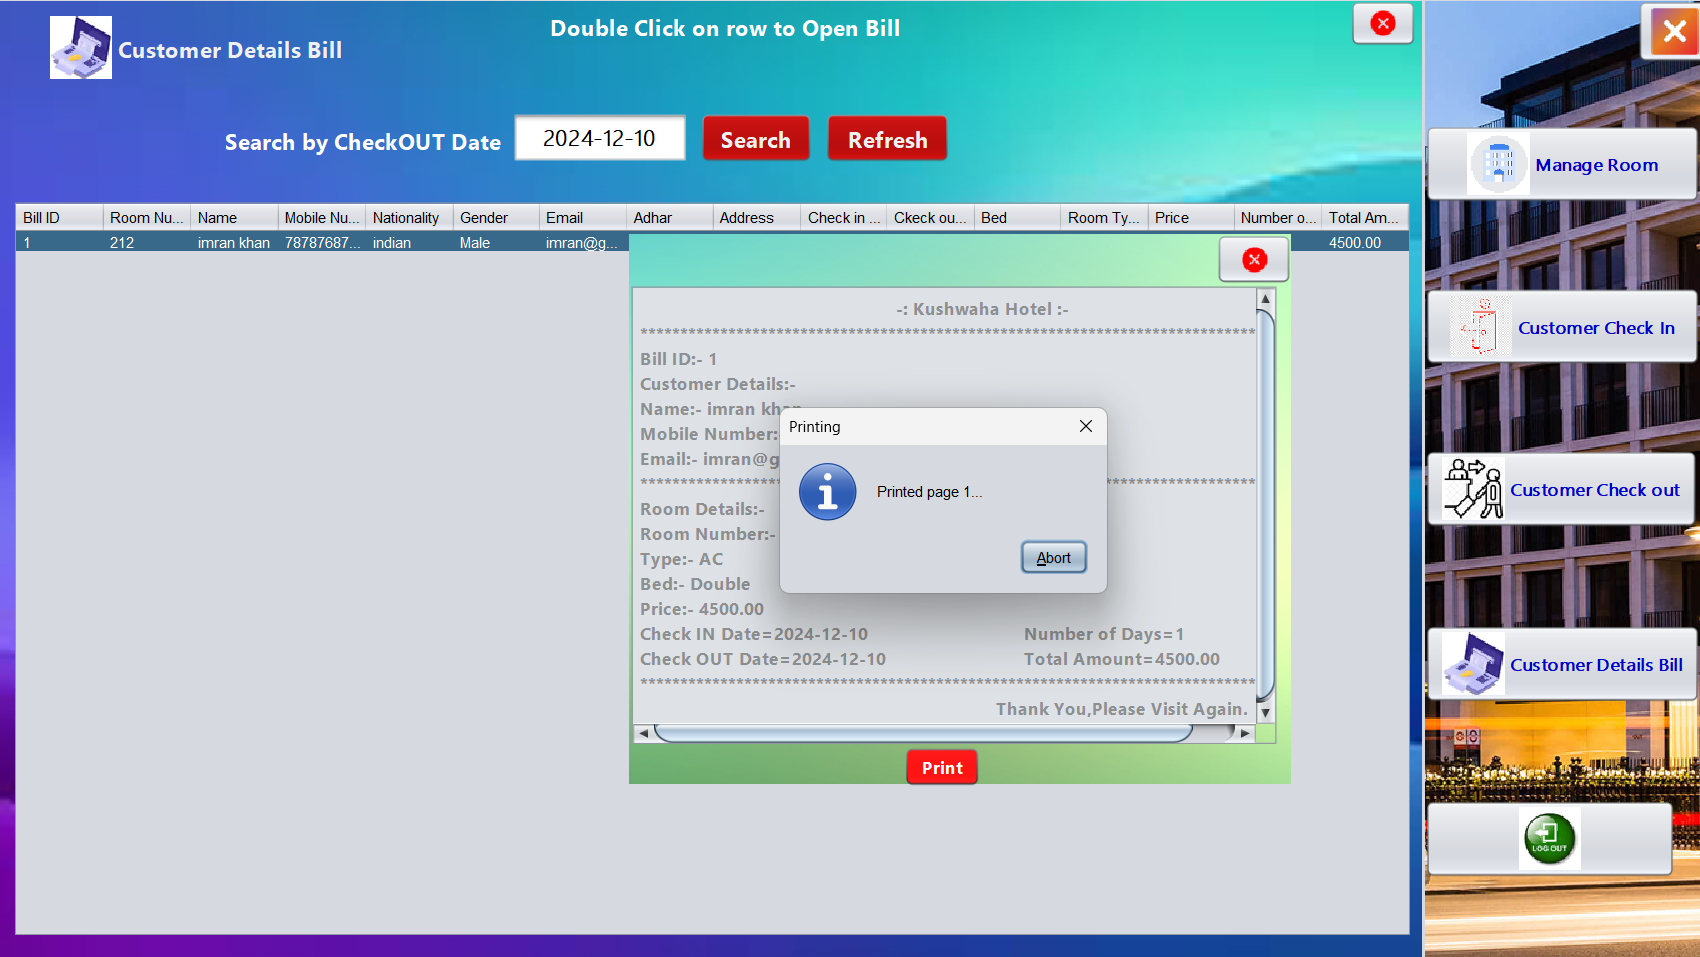 Customer Details Bill
Double Click on row to Open Bill
Search by CheckOUT Date 2024-12-10 Search Refresh
Bill ID Room Nu... Name Mobile Nu... Nationality Gender Email Adhar Address Check in ... Ckeck ou... Bed Room Ty... Price Number o... Total Am...
1 212 imran khan 78787687... indian Male imran@g... 4500.00
-: Kushwaha Hotel :-
Bill ID:- 1
Customer Details:-
Name:- imran khan
Mobile Number:
Email:- imran@g
Room Details:-
Room Number:-
Type:- AC
Bed:- Double
Price:- 4500.00
Check IN Date=2024-12-10 Number of Days=1
Check OUT Date=2024-12-10 Total Amount=4500.00
Thank You,Please Visit Again.
Print
Printing
Printed page 1...
Abort
Manage Room
Customer Check In
Customer Check out
Customer Details Bill
LOG OUT